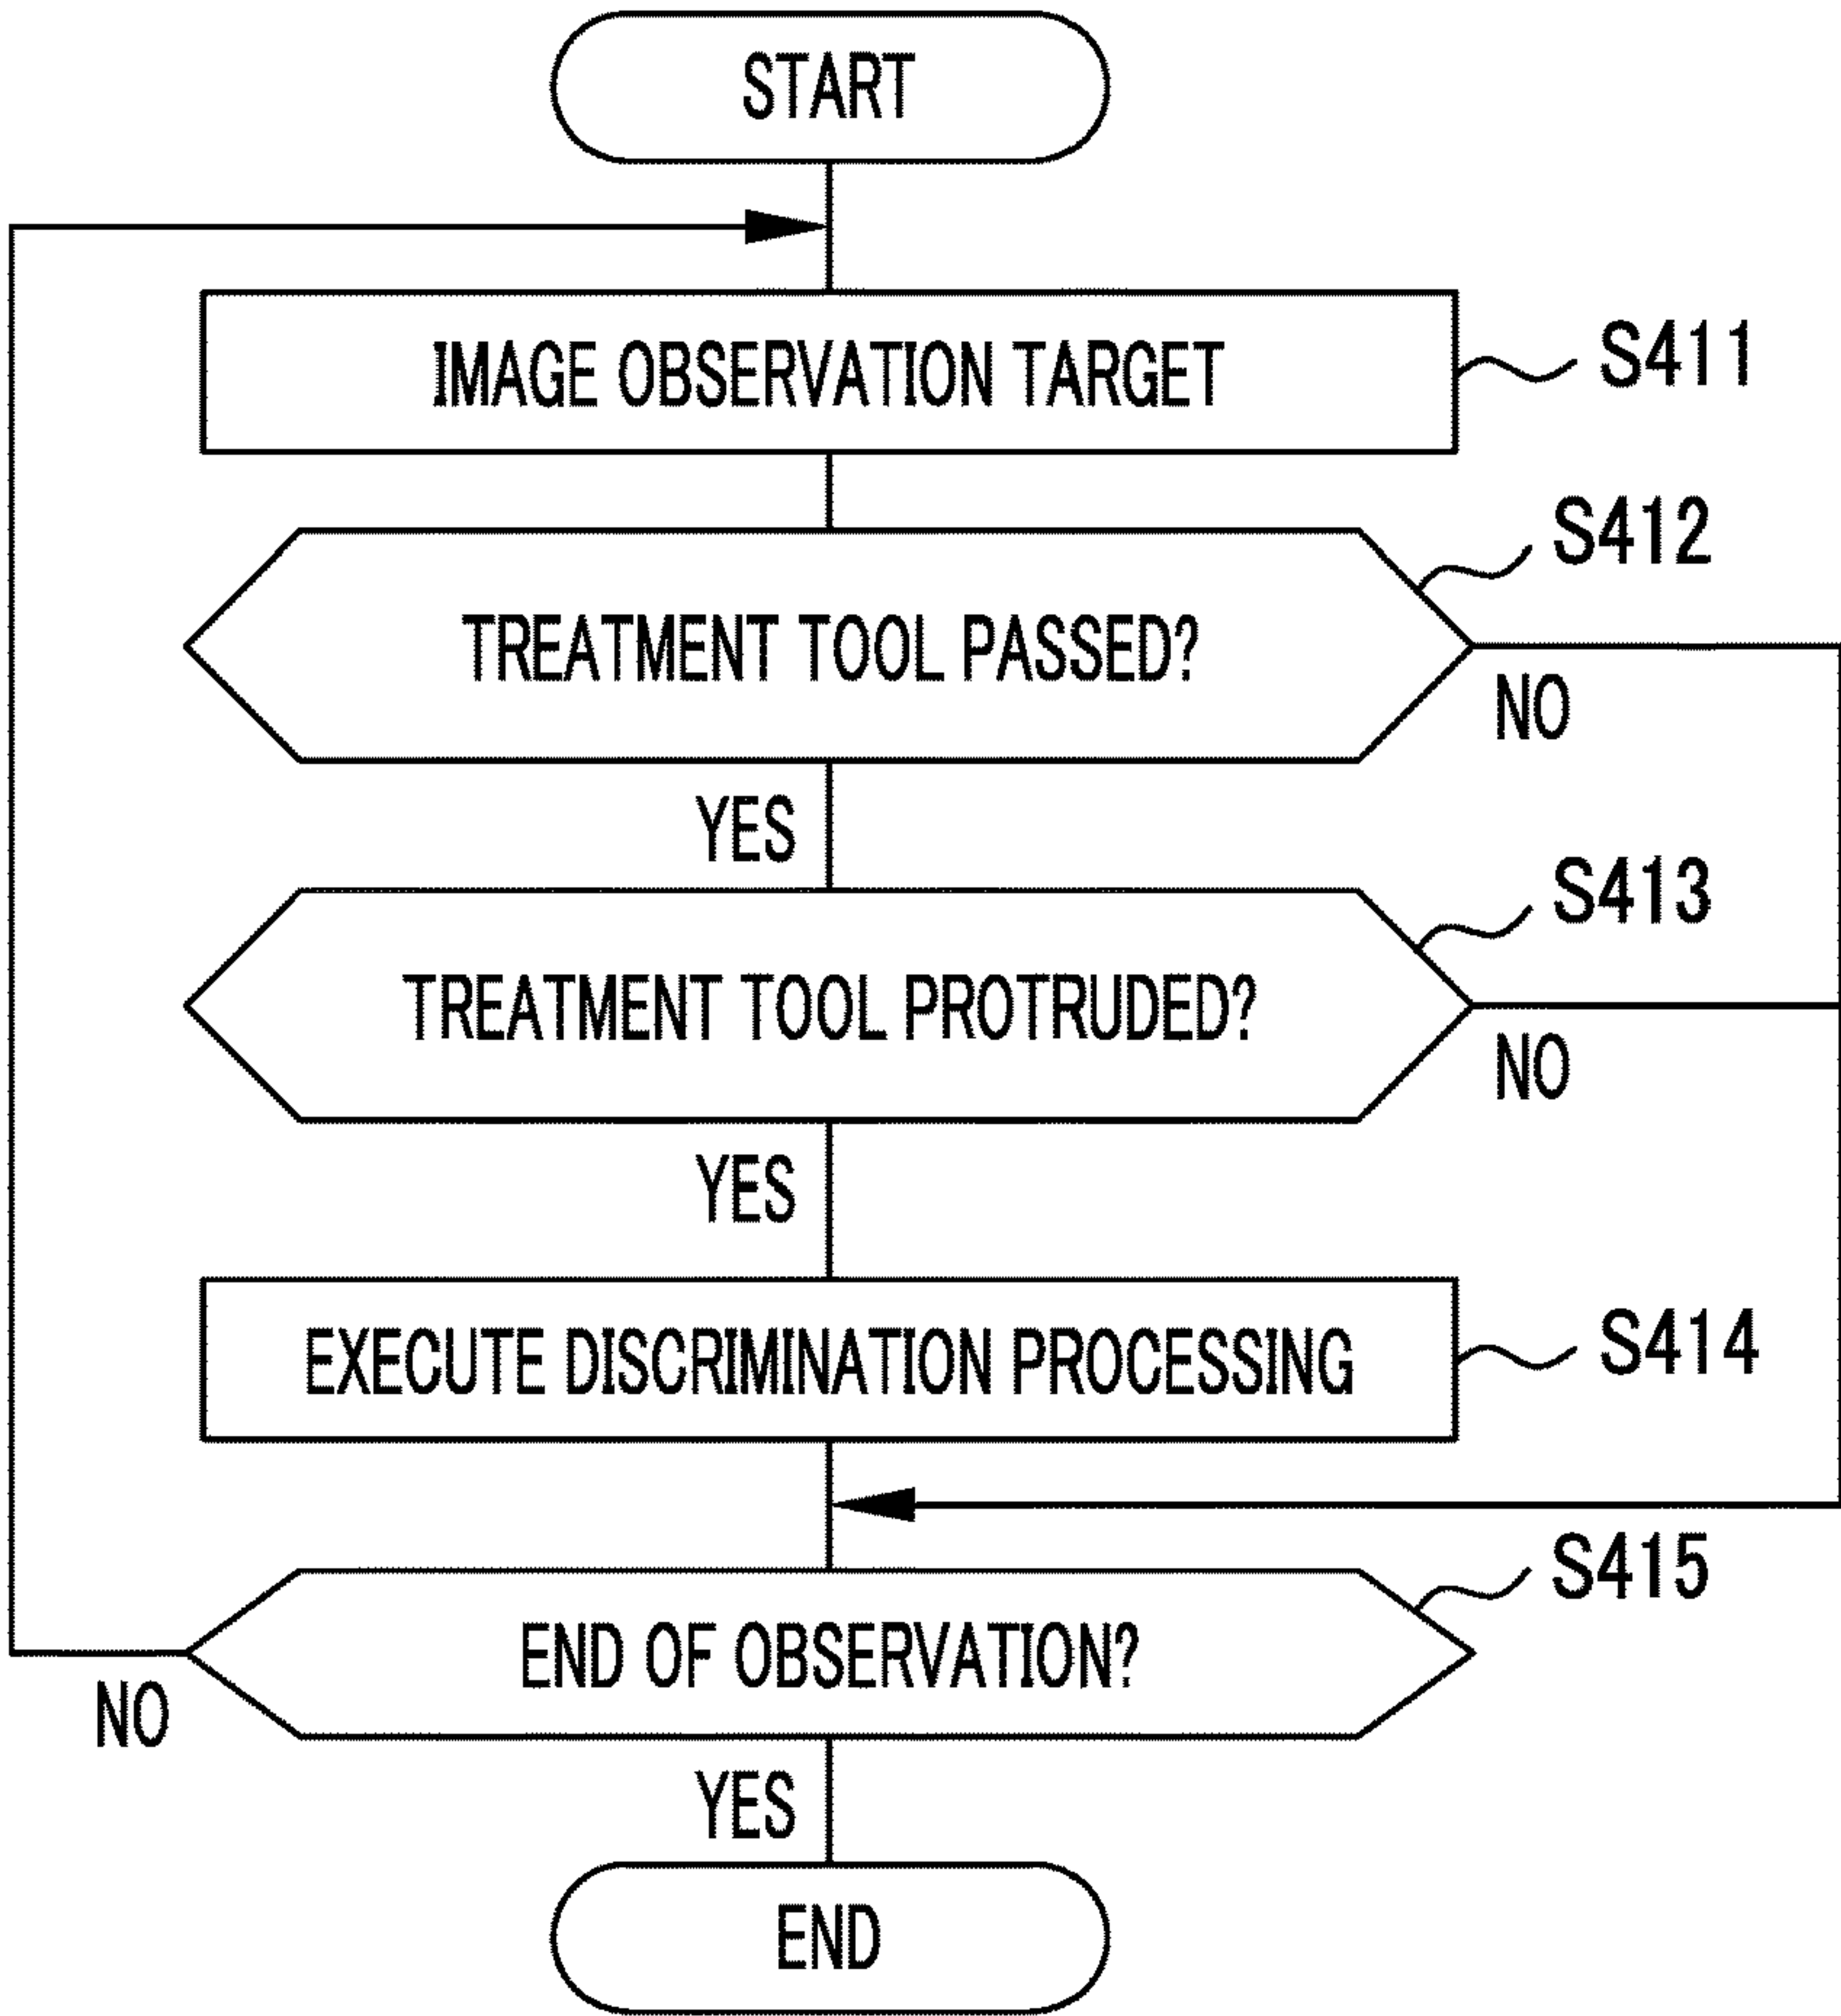 START
IMAGE OBSERVATION TARGET
S411
S412
TREATMENT TOOL PASSED?
NO
YES
S413
TREATMENT TOOL PROTRUDED?
NO
YES
EXECUTE DISCRIMINATION PROCESSING
S414
S415
END OF OBSERVATION?
NO
YES
END